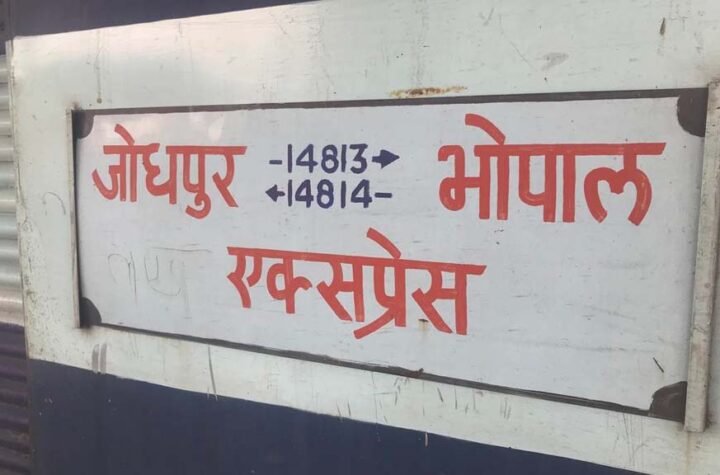 जोधपुर -14813→ भोपाल
←14814-
एक्सप्रेस